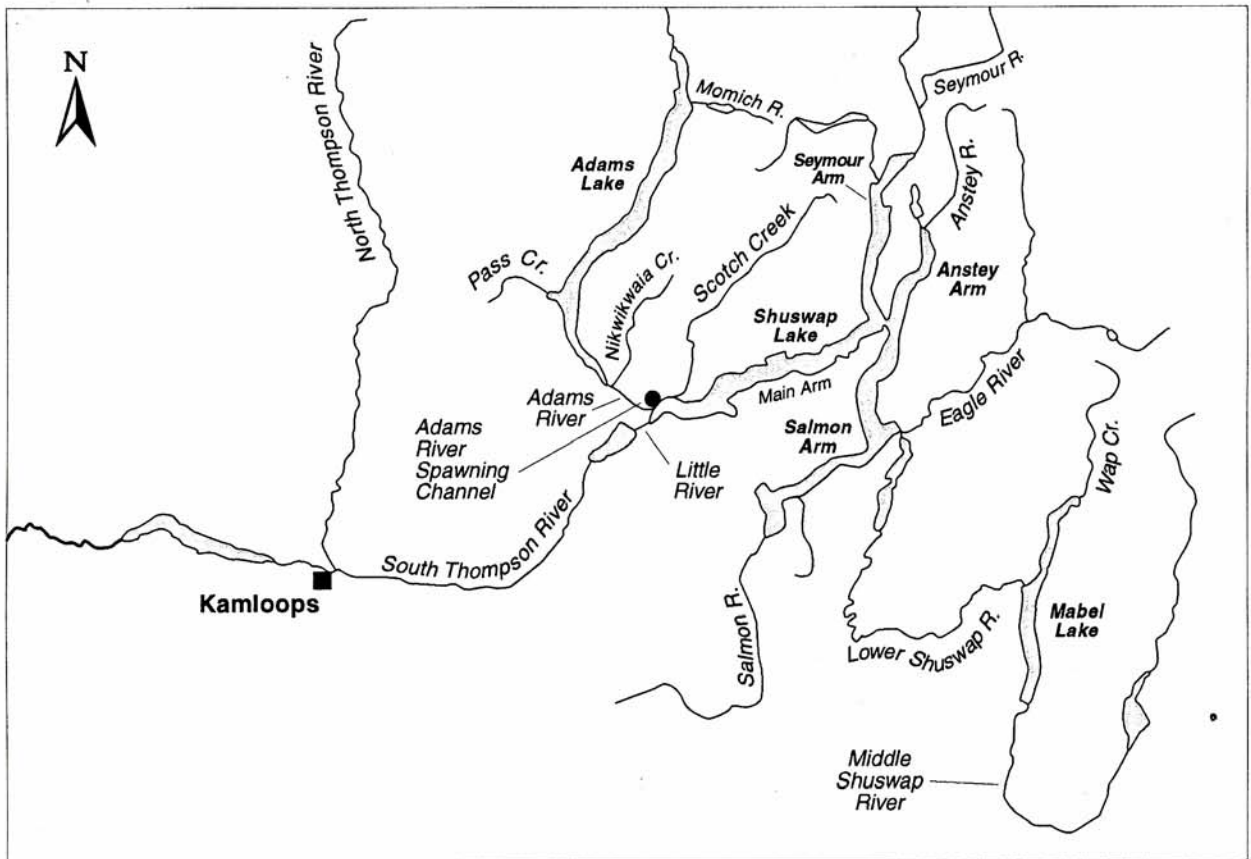 N
North Thompson River
Momich R.
Seymour R.
Adams
Lake
Seymour
Arm
Anstey R.
Pass Cr.
Nikwikwaia Cr.
Scotch Creek
Anstey
Arm
Shuswap
Lake
Main Arm
Adams
River
Eagle River
Adams
River
Spawning
Channel
Little
River
Salmon
Arm
Wap Cr.
South Thompson River
Kamloops
Salmon R.
Lower Shuswap R.
Mabel
Lake
Middle
Shuswap
River